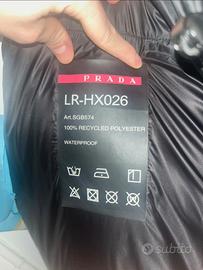 PRADA
LR-HX026
Art.SGB574
100% RECYCLED POLYESTER
WATERPROOF
subito